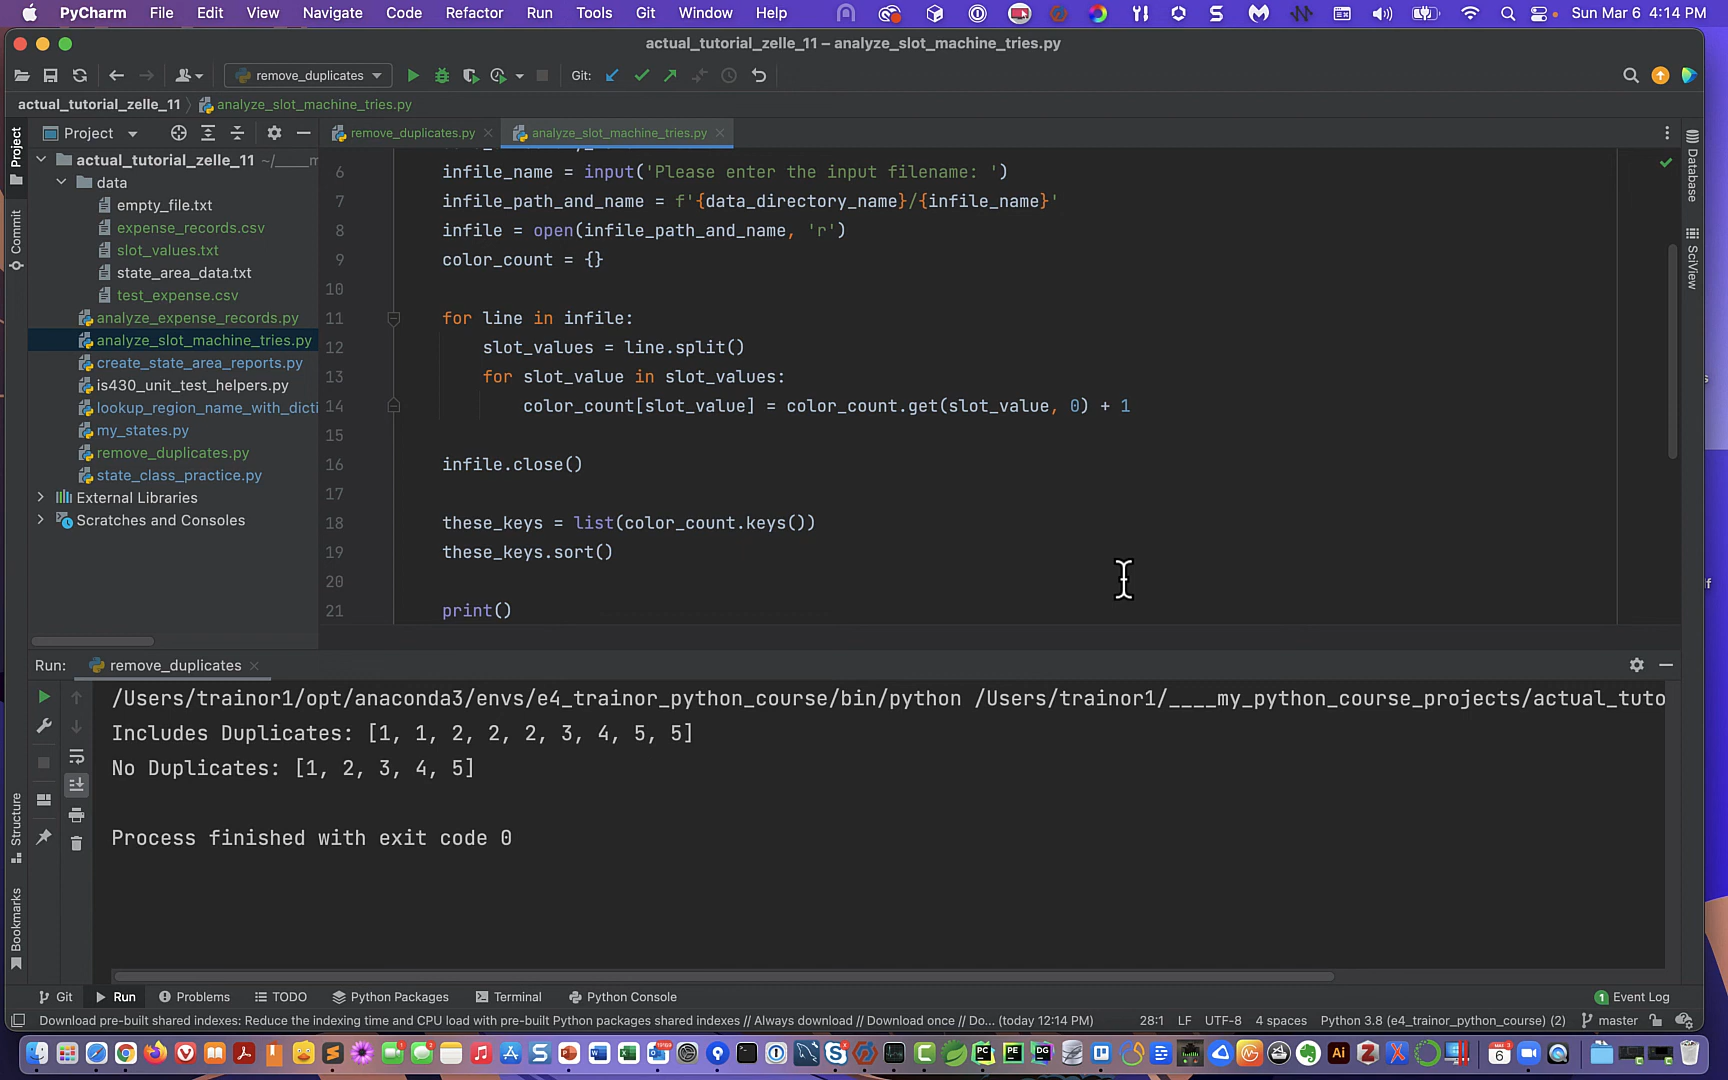 PyCharm File Edit View Navigate Code Refactor Run Tools Git Window Help Sun Mar 6 4:14 PM
actual_tutorial_zelle_11 – analyze_slot_machine_tries.py
remove_duplicates Git:
actual_tutorial_zelle_11 analyze_slot_machine_tries.py
Project remove_duplicates.py analyze_slot_machine_tries.py
Project
Commit
Structure
Bookmarks
Database
SciView
actual_tutorial_zelle_11 ~/____m
data
empty_file.txt
expense_records.csv
slot_values.txt
state_area_data.txt
test_expense.csv
analyze_expense_records.py
analyze_slot_machine_tries.py
create_state_area_reports.py
is430_unit_test_helpers.py
lookup_region_name_with_dicti
my_states.py
remove_duplicates.py
state_class_practice.py
External Libraries
Scratches and Consoles
6 infile_name = input('Please enter the input filename: ')
7 infile_path_and_name = f'{data_directory_name}/{infile_name}'
8 infile = open(infile_path_and_name, 'r')
9 color_count = {}
10
11 for line in infile:
12 slot_values = line.split()
13 for slot_value in slot_values:
14 color_count[slot_value] = color_count.get(slot_value, 0) + 1
15
16 infile.close()
17
18 these_keys = list(color_count.keys())
19 these_keys.sort()
20
21 print()
Run: remove_duplicates
/Users/trainor1/opt/anaconda3/envs/e4_trainor_python_course/bin/python /Users/trainor1/____my_python_course_projects/actual_tuto
Includes Duplicates: [1, 1, 2, 2, 2, 3, 4, 5, 5]
No Duplicates: [1, 2, 3, 4, 5]
Process finished with exit code 0
Git Run Problems TODO Python Packages Terminal Python Console 1 Event Log
Download pre-built shared indexes: Reduce the indexing time and CPU load with pre-built Python packages shared indexes // Always download // Download once // Do... (today 12:14 PM) 28:1 LF UTF-8 4 spaces Python 3.8 (e4_trainor_python_course) (2) master